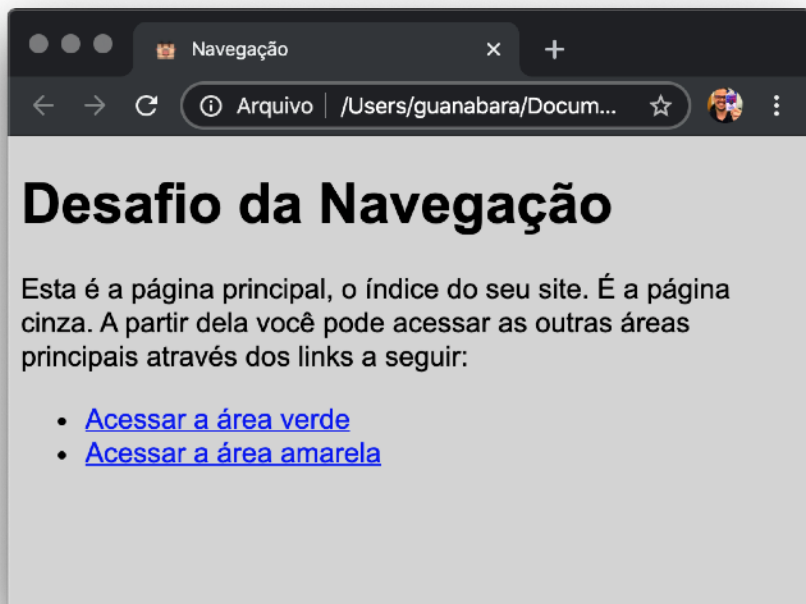 Navegação
Arquivo /Users/guanabara/Docum...
Desafio da Navegação
Esta é a página principal, o índice do seu site. É a página
cinza. A partir dela você pode acessar as outras áreas
principais através dos links a seguir:
• Acessar a área verde
• Acessar a área amarela